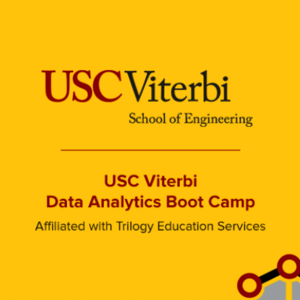 USC Viterbi
School of Engineering
USC Viterbi
Data Analytics Boot Camp
Affiliated with Trilogy Education Services